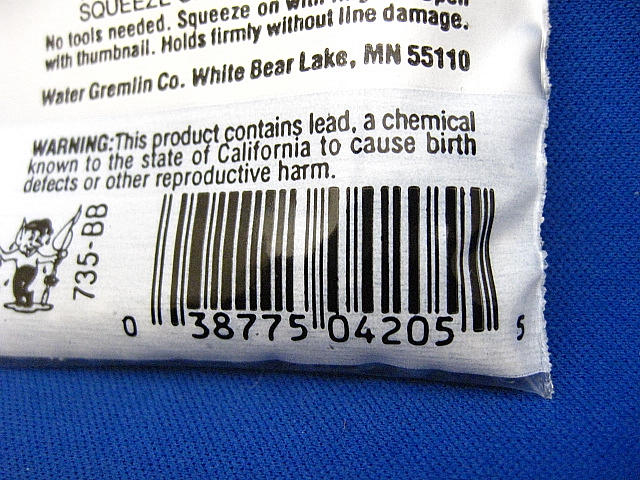 SQUEEZE
No tools needed. Squeeze on with
with thumbnail. Holds firmly without line damage.
Water Gremlin Co. White Bear Lake, MN 55110
WARNING:This product contains lead, a chemical
known to the state of California to cause birth
defects or other reproductive harm.
735-BB
0 38775 04205 5